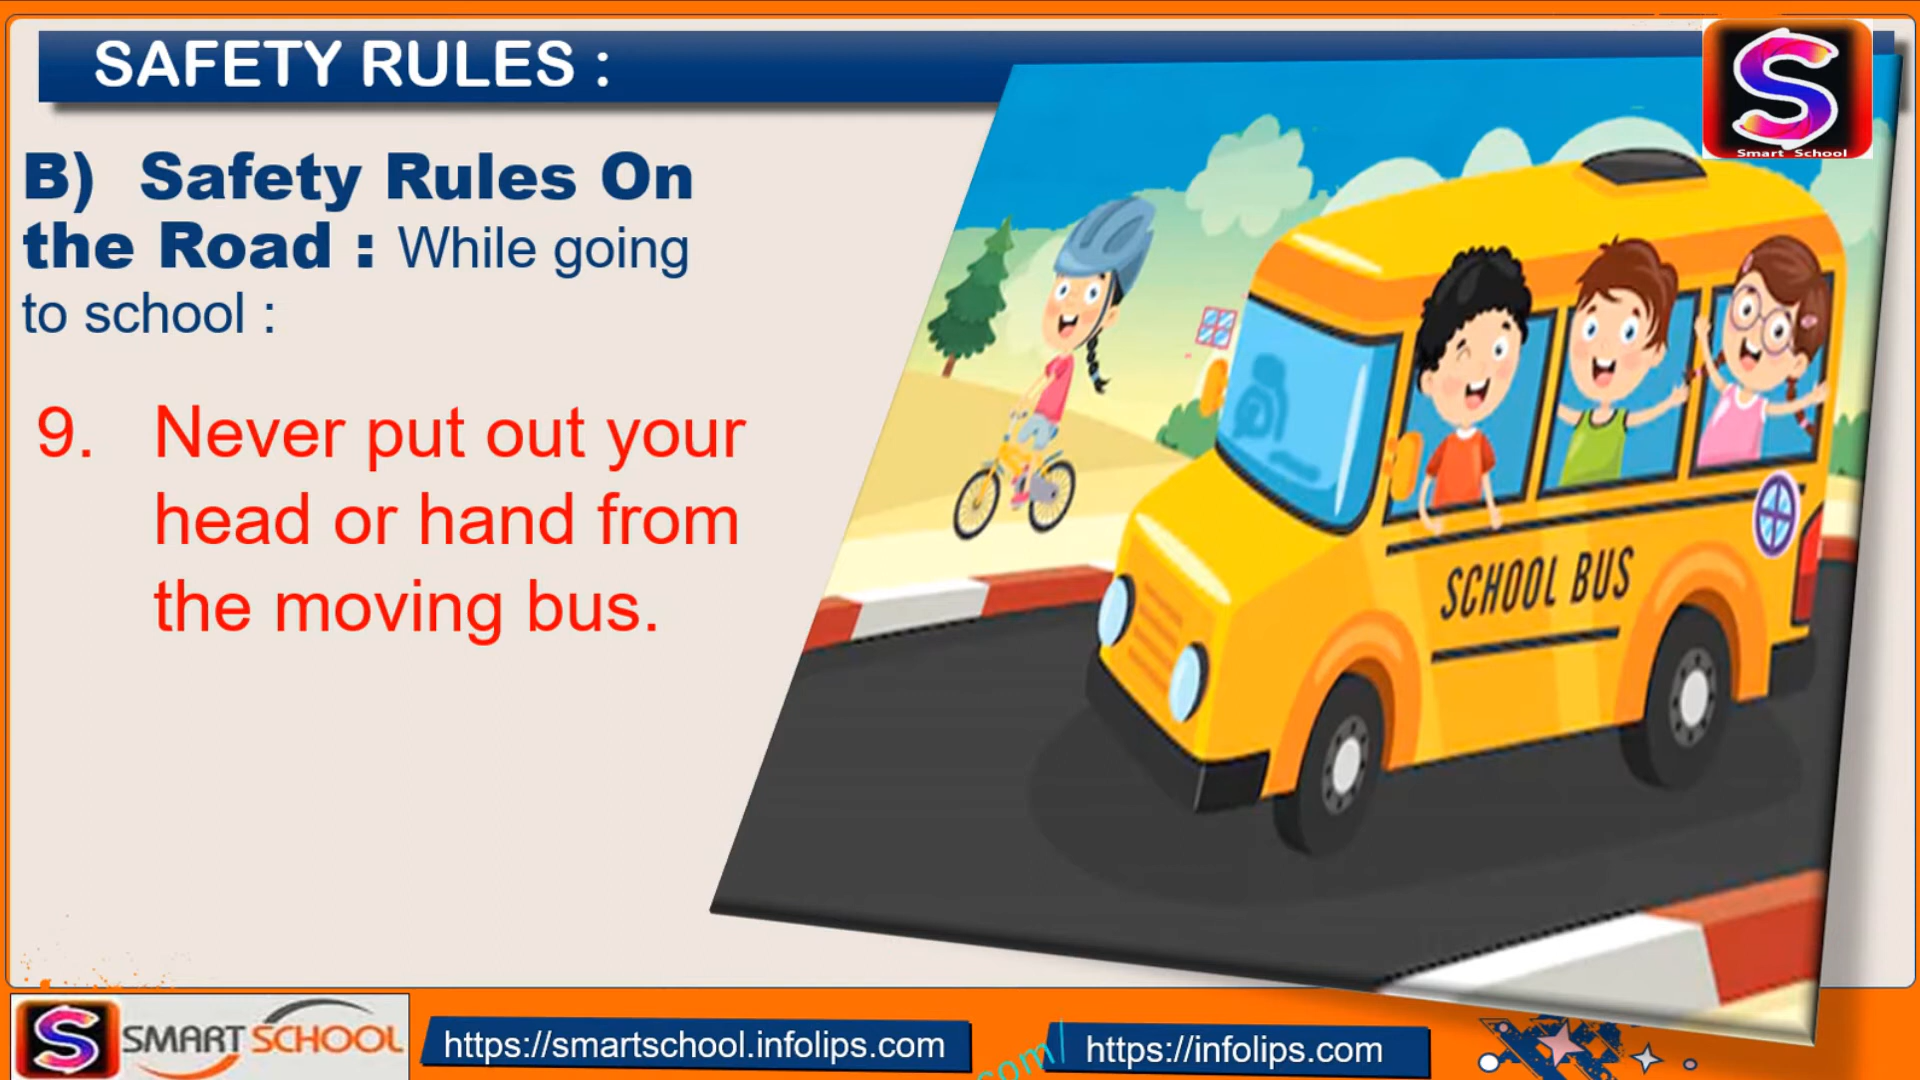 SAFETY RULES :
Smart School
B) Safety Rules On
the Road : While going
to school :
9. Never put out your
head or hand from
the moving bus.
SCHOOL BUS
SMART SCHOOL
https://smartschool.infolips.com
com
https://infolips.com